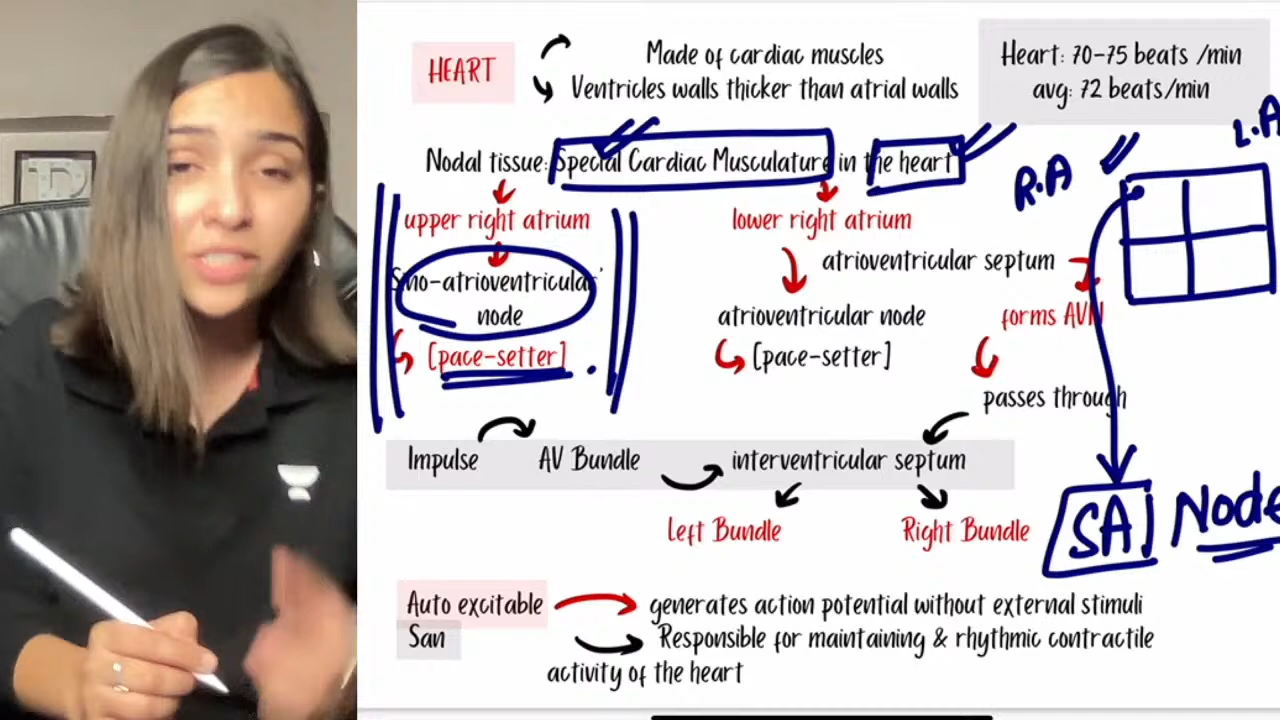 HEART
Made of cardiac muscles
Ventricles walls thicker than atrial walls
Heart: 70-75 beats /min
avg: 72 beats/min
Nodal tissue: Special Cardiac Musculature in the heart
L.A
R.A
upper right atrium
lower right atrium
Sino-atrioventricular
node
[pace-setter]
atrioventricular septum
atrioventricular node
forms AVN
[pace-setter]
passes through
Impulse AV Bundle interventricular septum
Left Bundle Right Bundle
SA Node
Auto excitable generates action potential without external stimuli
San Responsible for maintaining & rhythmic contractile
activity of the heart